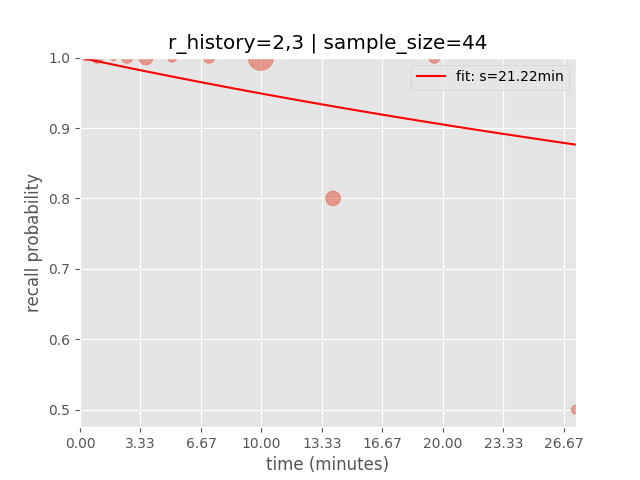 r_history=2,3 | sample_size=44
fit: s=21.22min
recall probability
1.0
0.9
0.8
0.7
0.6
0.5
0.00 3.33 6.67 10.00 13.33 16.67 20.00 23.33 26.67
time (minutes)